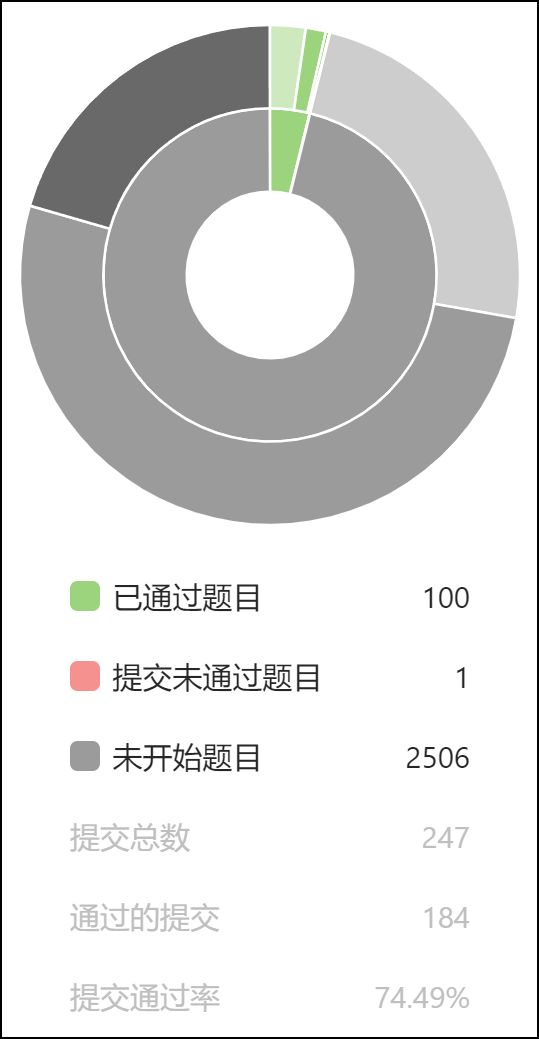 已通过题目 100
提交未通过题目 1
未开始题目 2506
提交总数 247
通过的提交 184
提交通过率 74.49%